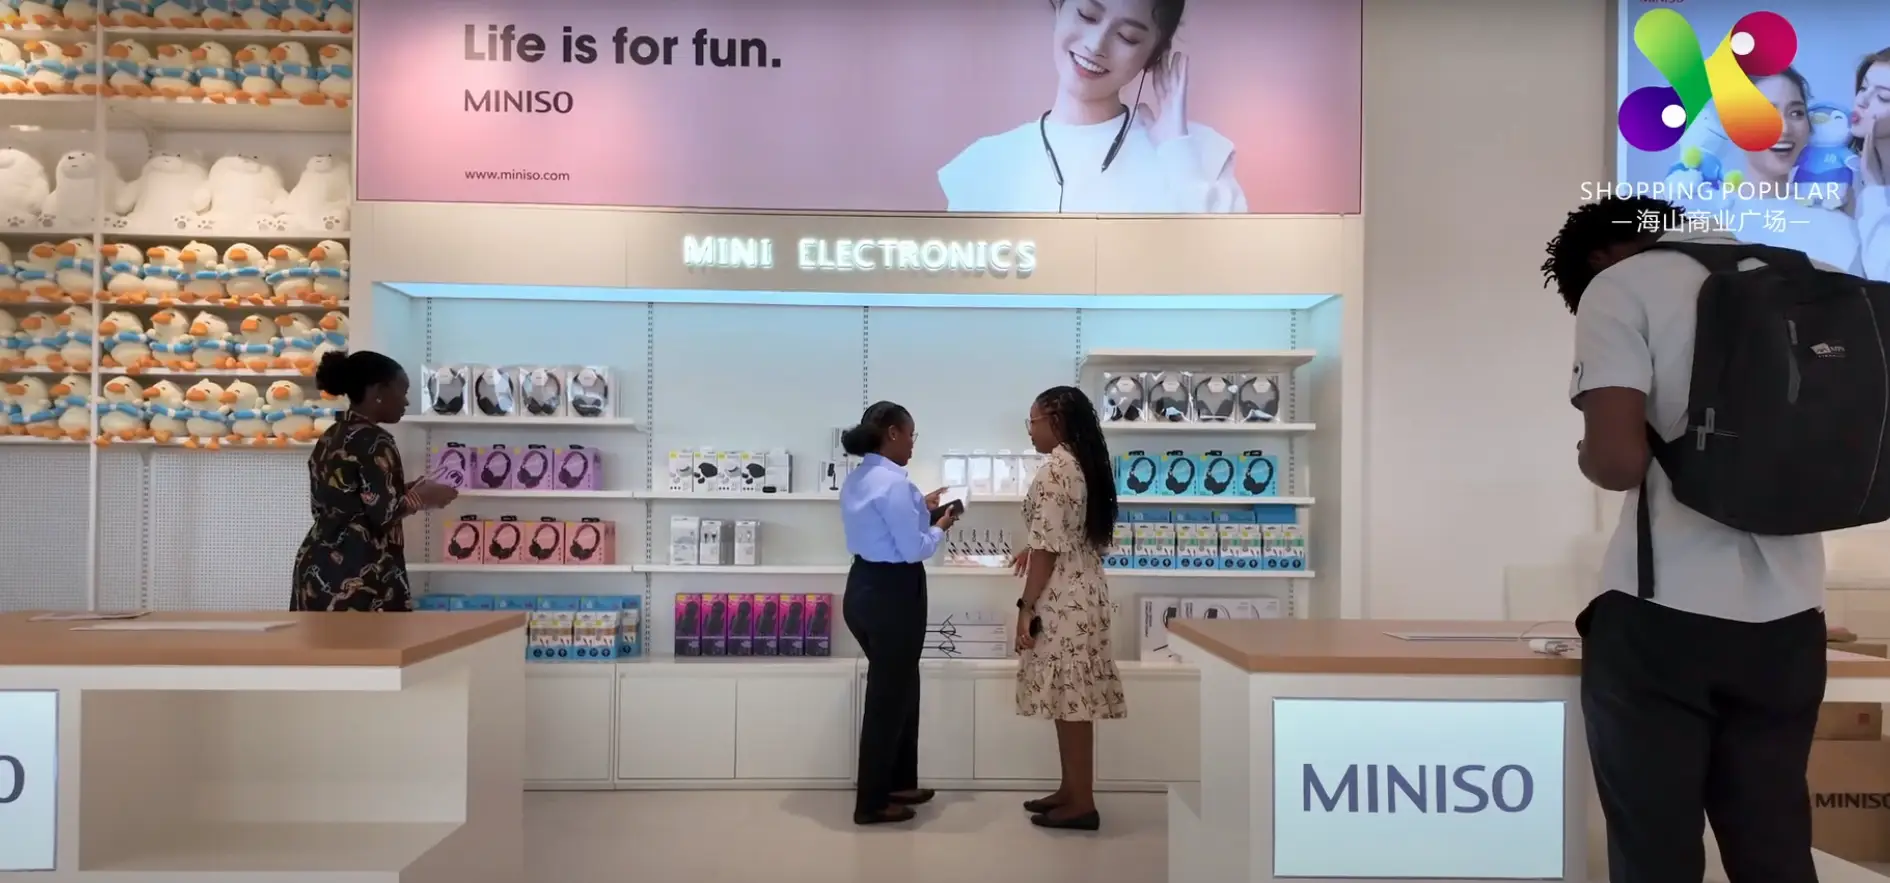 Life is for fun.
MINISO
www.miniso.com
SHOPPING POPULAR
—海山商业广场—
MINI ELECTRONICS
MINISO
MINISO